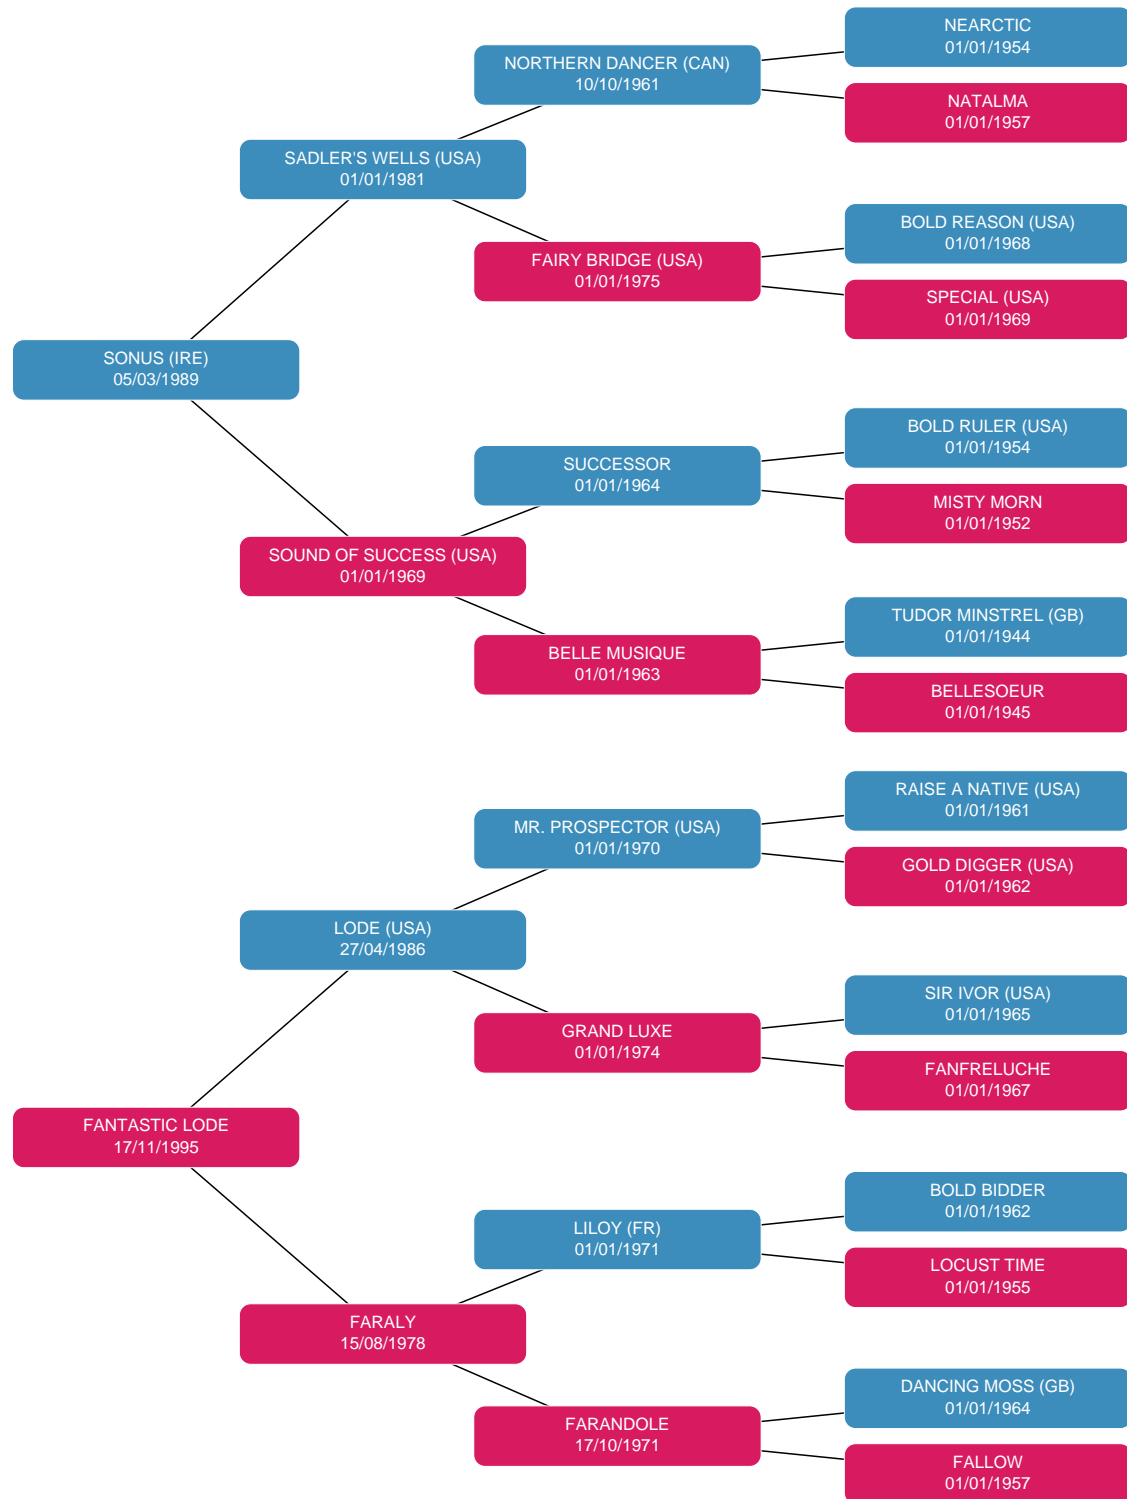 NEARCTIC
01/01/1954
NORTHERN DANCER (CAN)
10/10/1961
NATALMA
01/01/1957
SADLER'S WELLS (USA)
01/01/1981
BOLD REASON (USA)
01/01/1968
FAIRY BRIDGE (USA)
01/01/1975
SPECIAL (USA)
01/01/1969
SONUS (IRE)
05/03/1989
BOLD RULER (USA)
01/01/1954
SUCCESSOR
01/01/1964
MISTY MORN
01/01/1952
SOUND OF SUCCESS (USA)
01/01/1969
TUDOR MINSTREL (GB)
01/01/1944
BELLE MUSIQUE
01/01/1963
BELLESOEUR
01/01/1945
RAISE A NATIVE (USA)
01/01/1961
MR. PROSPECTOR (USA)
01/01/1970
GOLD DIGGER (USA)
01/01/1962
LODE (USA)
27/04/1986
SIR IVOR (USA)
01/01/1965
GRAND LUXE
01/01/1974
FANFRELUCHE
01/01/1967
FANTASTIC LODE
17/11/1995
BOLD BIDDER
01/01/1962
LILOY (FR)
01/01/1971
LOCUST TIME
01/01/1955
FARALY
15/08/1978
DANCING MOSS (GB)
01/01/1964
FARANDOLE
17/10/1971
FALLOW
01/01/1957